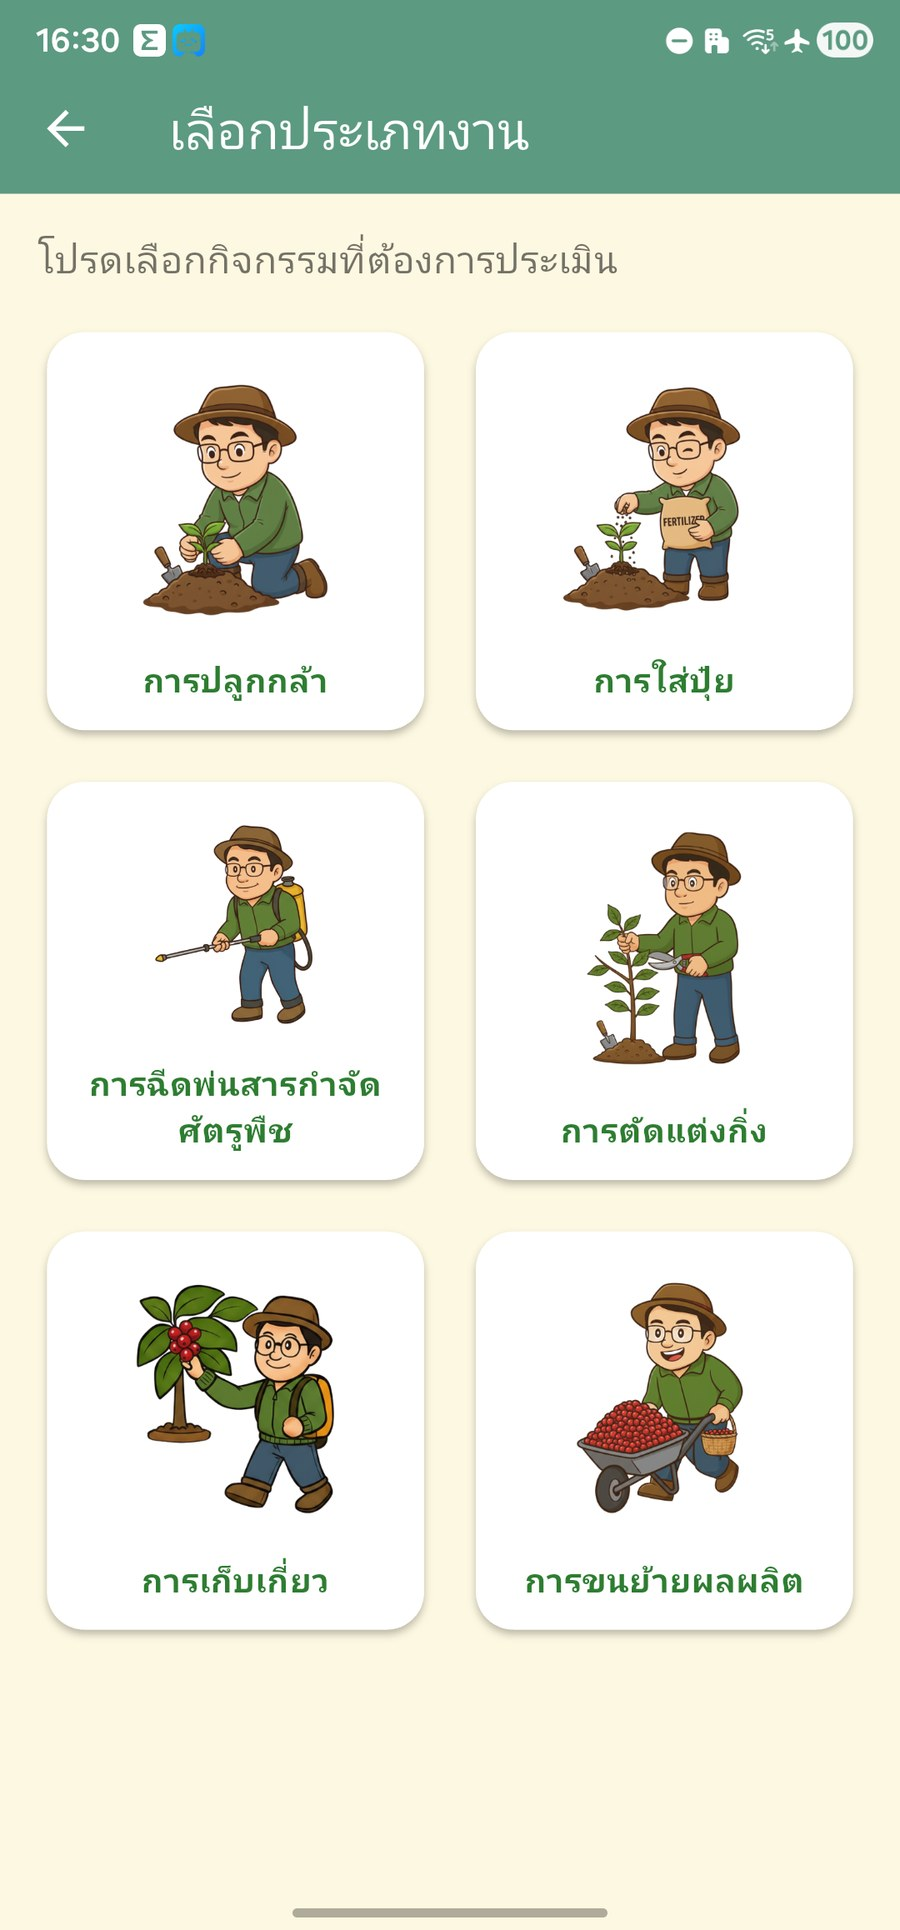 16:30
5
100
เลือกประเภทงาน
โปรดเลือกกิจกรรมที่ต้องการประเมิน
FERTILIZER
การปลูกกล้า
การใส่ปุ๋ย
การฉีดพ่นสารกำจัด
ศัตรูพืช
การตัดแต่งกิ่ง
การเก็บเกี่ยว
การขนย้ายผลผลิต